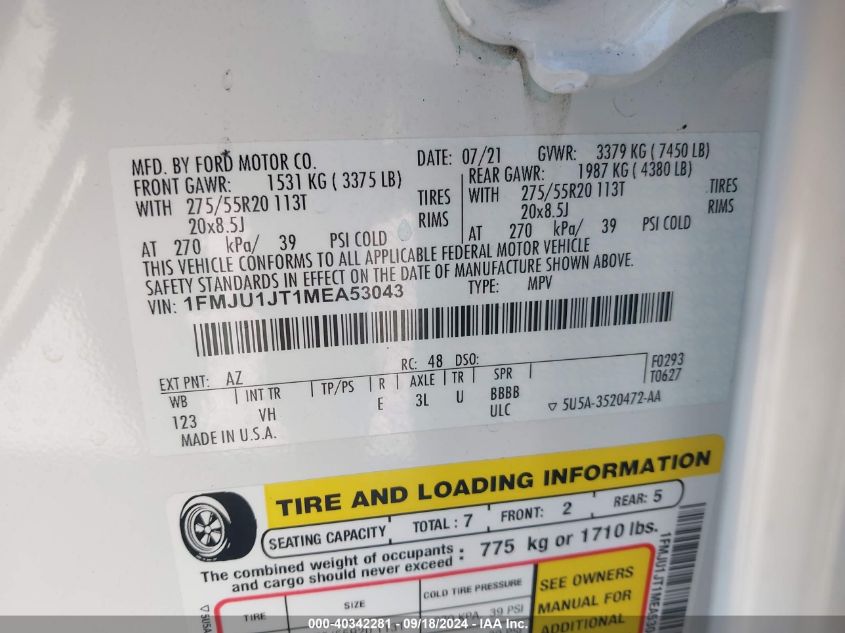 MFD. BY FORD MOTOR CO. DATE: 07/21 GVWR: 3379 KG ( 7450 LB)
FRONT GAWR: 1531 KG ( 3375 LB) REAR GAWR: 1987 KG ( 4380 LB)
WITH 275/55R20 113T TIRES WITH 275/55R20 113T TIRES
20x8.5J RIMS 20x8.5J RIMS
AT 270 kPa/ 39 PSI COLD AT 270 kPa/ 39 PSI COLD
THIS VEHICLE CONFORMS TO ALL APPLICABLE FEDERAL MOTOR VEHICLE
SAFETY STANDARDS IN EFFECT ON THE DATE OF MANUFACTURE SHOWN ABOVE.
VIN: 1FMJU1JT1MEA53043 TYPE: MPV
EXT PNT: AZ RC: 48 DSO: F0293
WB INT TR TP/PS R AXLE TR SPR T0627
123 VH E 3L U BBBB
ULC ▽ 5U5A-3520472-AA
MADE IN U.S.A.
TIRE AND LOADING INFORMATION
SEATING CAPACITY TOTAL : 7 FRONT: 2 REAR: 5
The combined weight of occupants and cargo should never exceed : 775 kg or 1710 lbs.
TIRE SIZE COLD TIRE PRESSURE
SEE OWNERS
MANUAL FOR
ADDITIONAL
113T 39 PSI
000-40342281 - 09/18/2024 - IAA Inc.